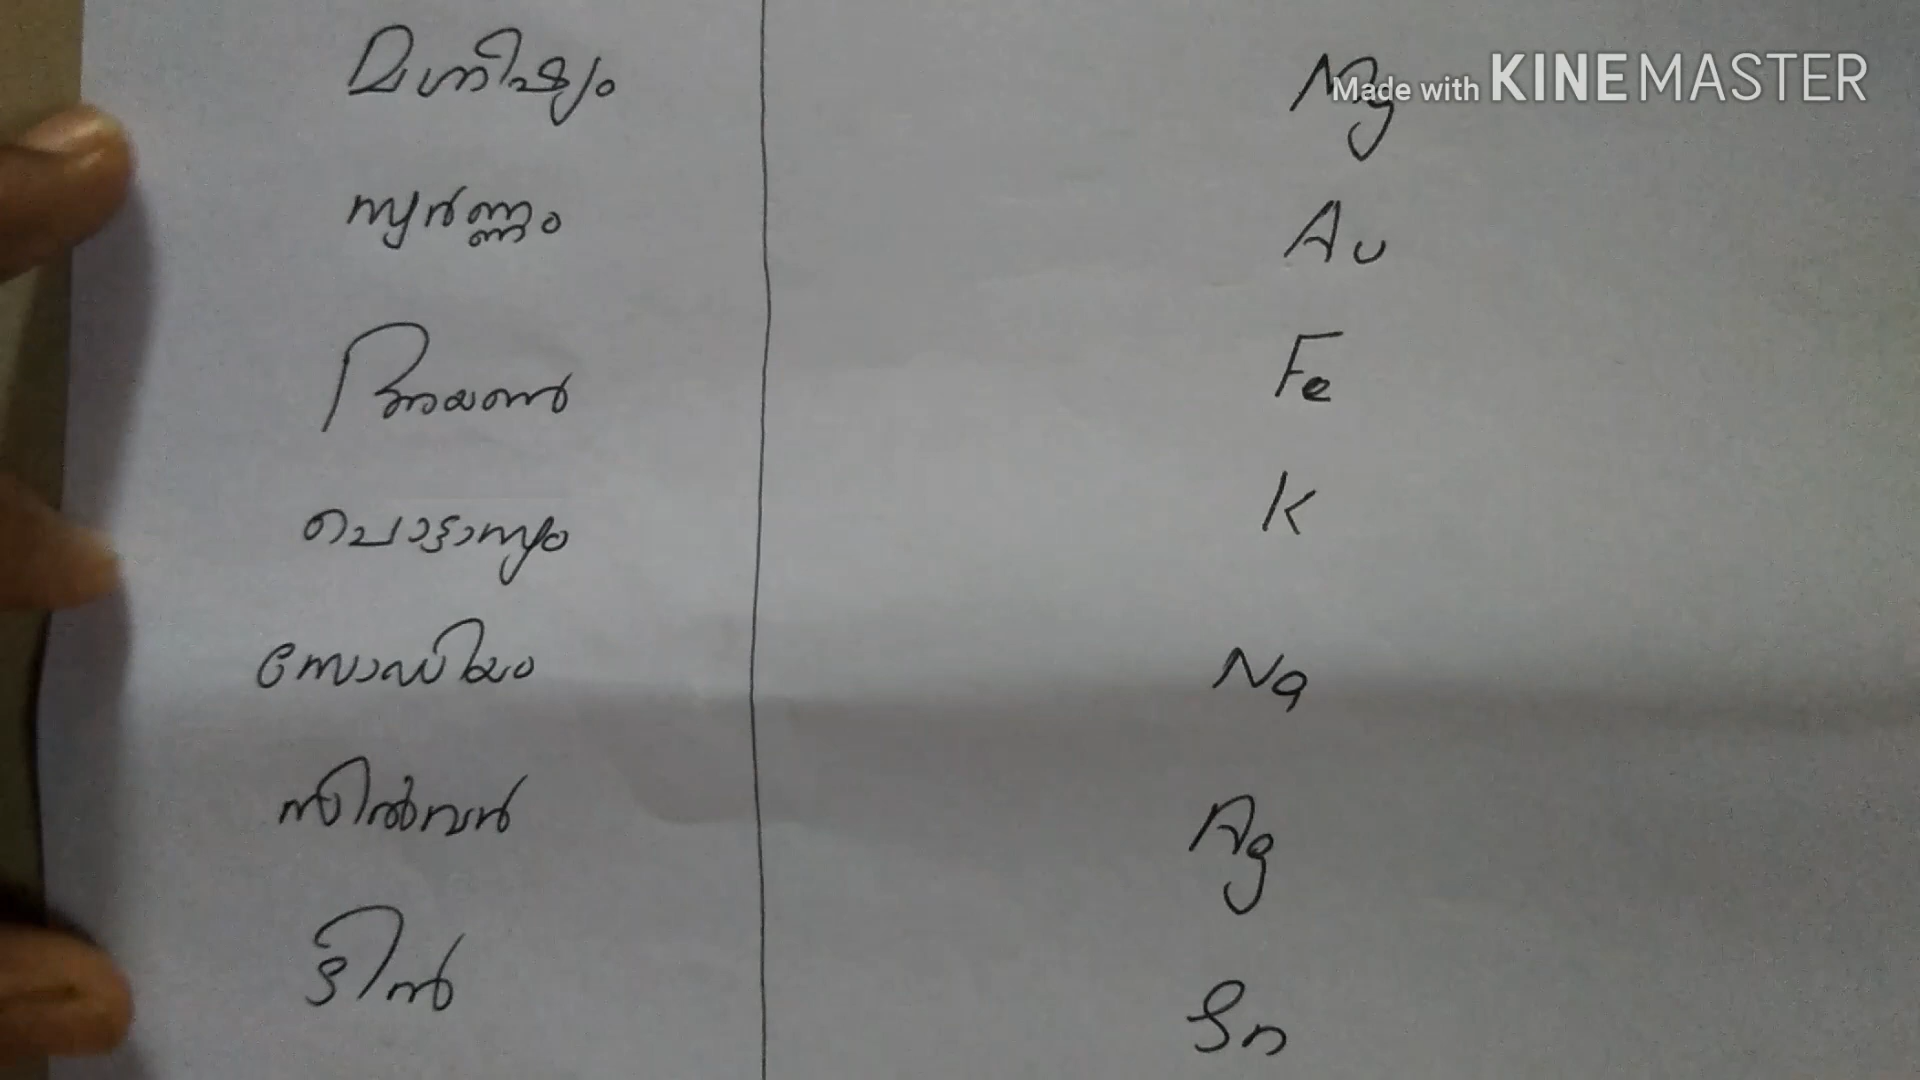 മഗ്നീഷ്യം Mg
Made with KINEMASTER
സ്വർണ്ണം Au
അയൺ Fe
പൊട്ടാസ്യം K
സോഡിയം Na
സിൽവർ Ag
ടിൻ Sn